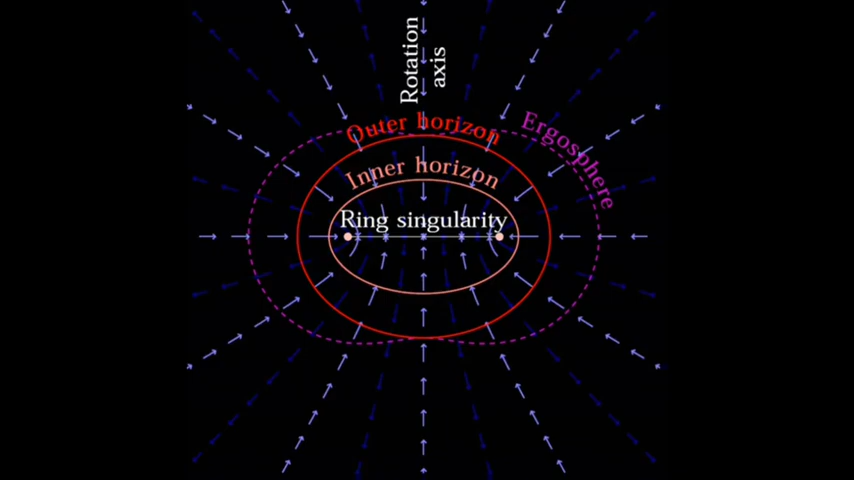 Rotation
axis
Outer horizon
Ergosphere
Inner horizon
Ring singularity